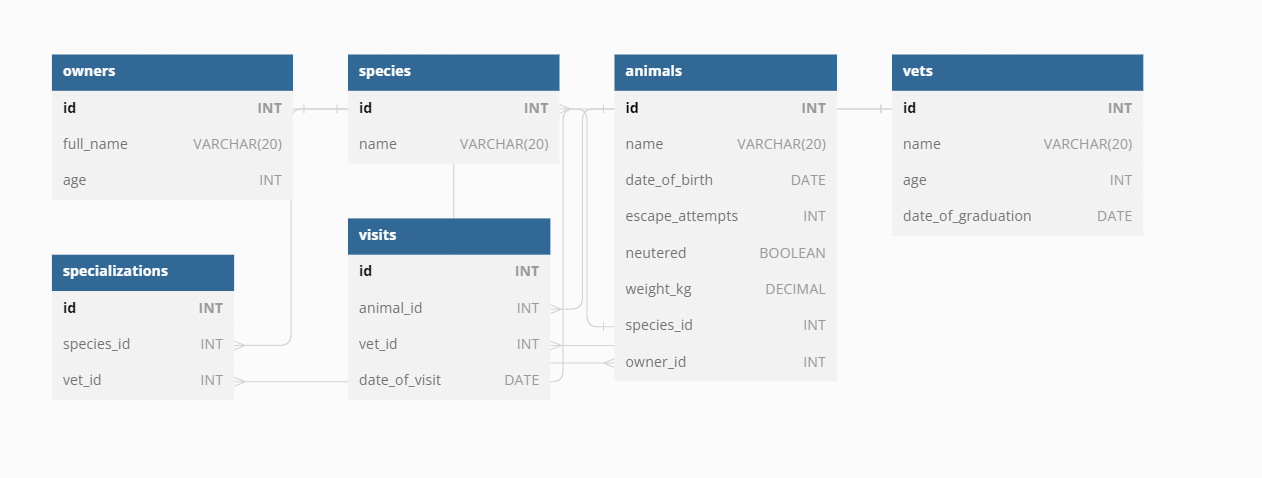 owners
id INT
full_name VARCHAR(20)
age INT
species
id INT
name VARCHAR(20)
animals
id INT
name VARCHAR(20)
date_of_birth DATE
escape_attempts INT
neutered BOOLEAN
weight_kg DECIMAL
species_id INT
owner_id INT
vets
id INT
name VARCHAR(20)
age INT
date_of_graduation DATE
specializations
id INT
species_id INT
vet_id INT
visits
id INT
animal_id INT
vet_id INT
date_of_visit DATE